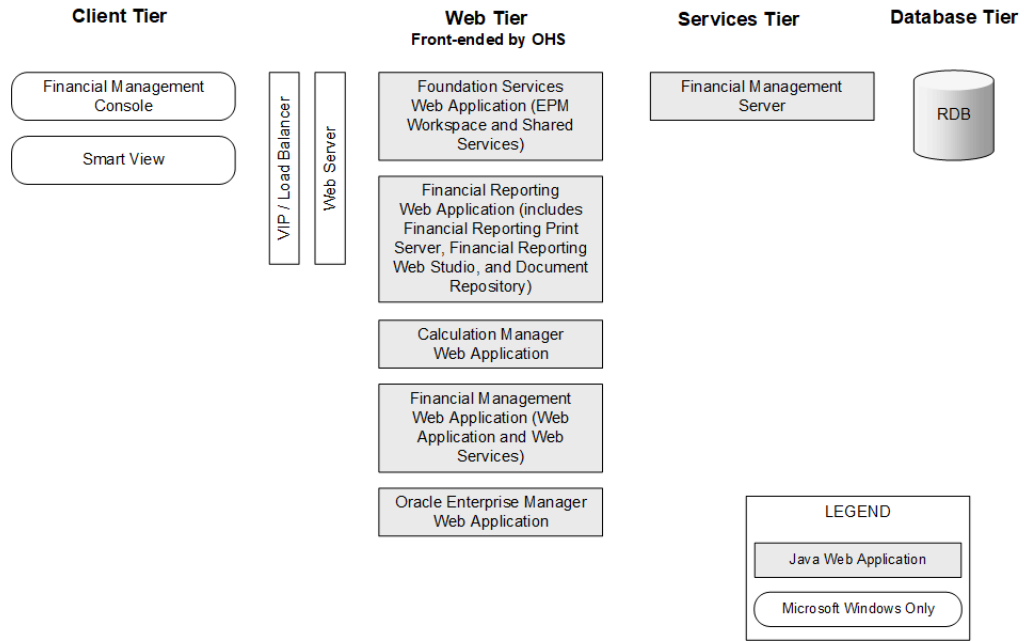 Client Tier
Financial Management
Console
Smart View
VIP / Load Balancer
Web Server
Web Tier
Front-ended by OHS
Foundation Services
Web Application (EPM
Workspace and Shared
Services)
Financial Reporting
Web Application (includes
Financial Reporting Print
Server, Financial Reporting
Web Studio, and Document
Repository)
Calculation Manager
Web Application
Financial Management
Web Application (Web
Application and Web
Services)
Oracle Enterprise Manager
Web Application
Services Tier
Financial Management
Server
Database Tier
RDB
LEGEND
Java Web Application
Microsoft Windows Only